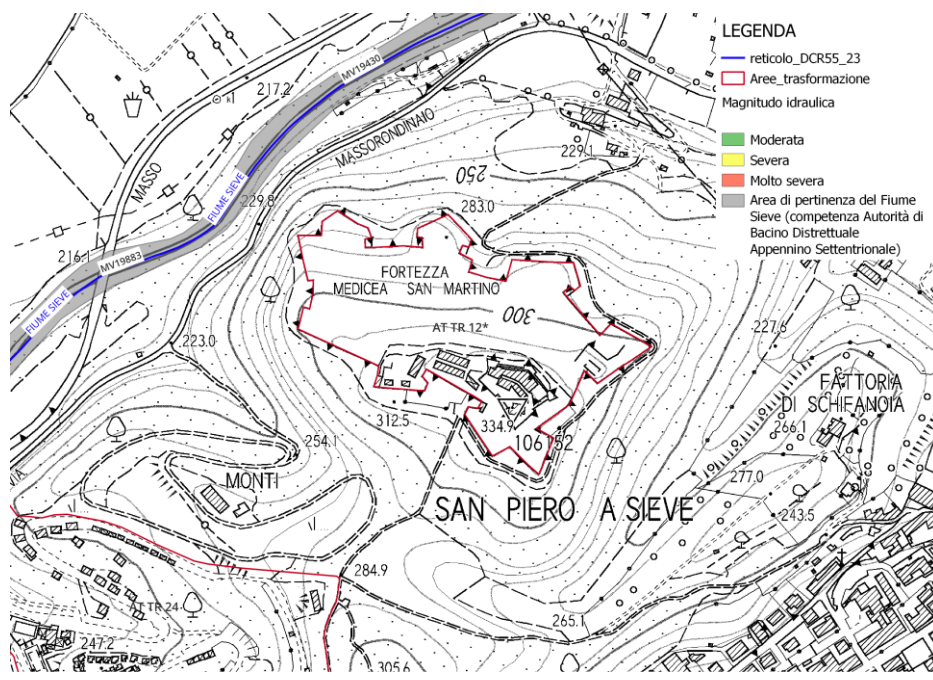 LEGENDA
reticolo_DCR55_23
Aree_trasformazione
Magnitudo idraulica
Moderata
Severa
Molto severa
Area di pertinenza del Fiume
Sieve (competenza Autorità di
Bacino Distrettuale
Appennino Settentrionale)
MV19430
217.2
k
MASSO
MASSORONDINAIO
229.1
250
FIUME SIEVE
229.8
283.0
216.1
MV19883
FORTEZZA
MEDICEA SAN MARTINO
FIUME SIEVE
300
AT TR 12*
227.6
223.0
FATTORIA
DI SCHIFANOIA
312.5
334.9
266.1
254.1
106
52
VIA
MONTI
277.0
SAN PIERO A SIEVE
243.5
284.9
AT TR 24
265.1
247.2
305.6